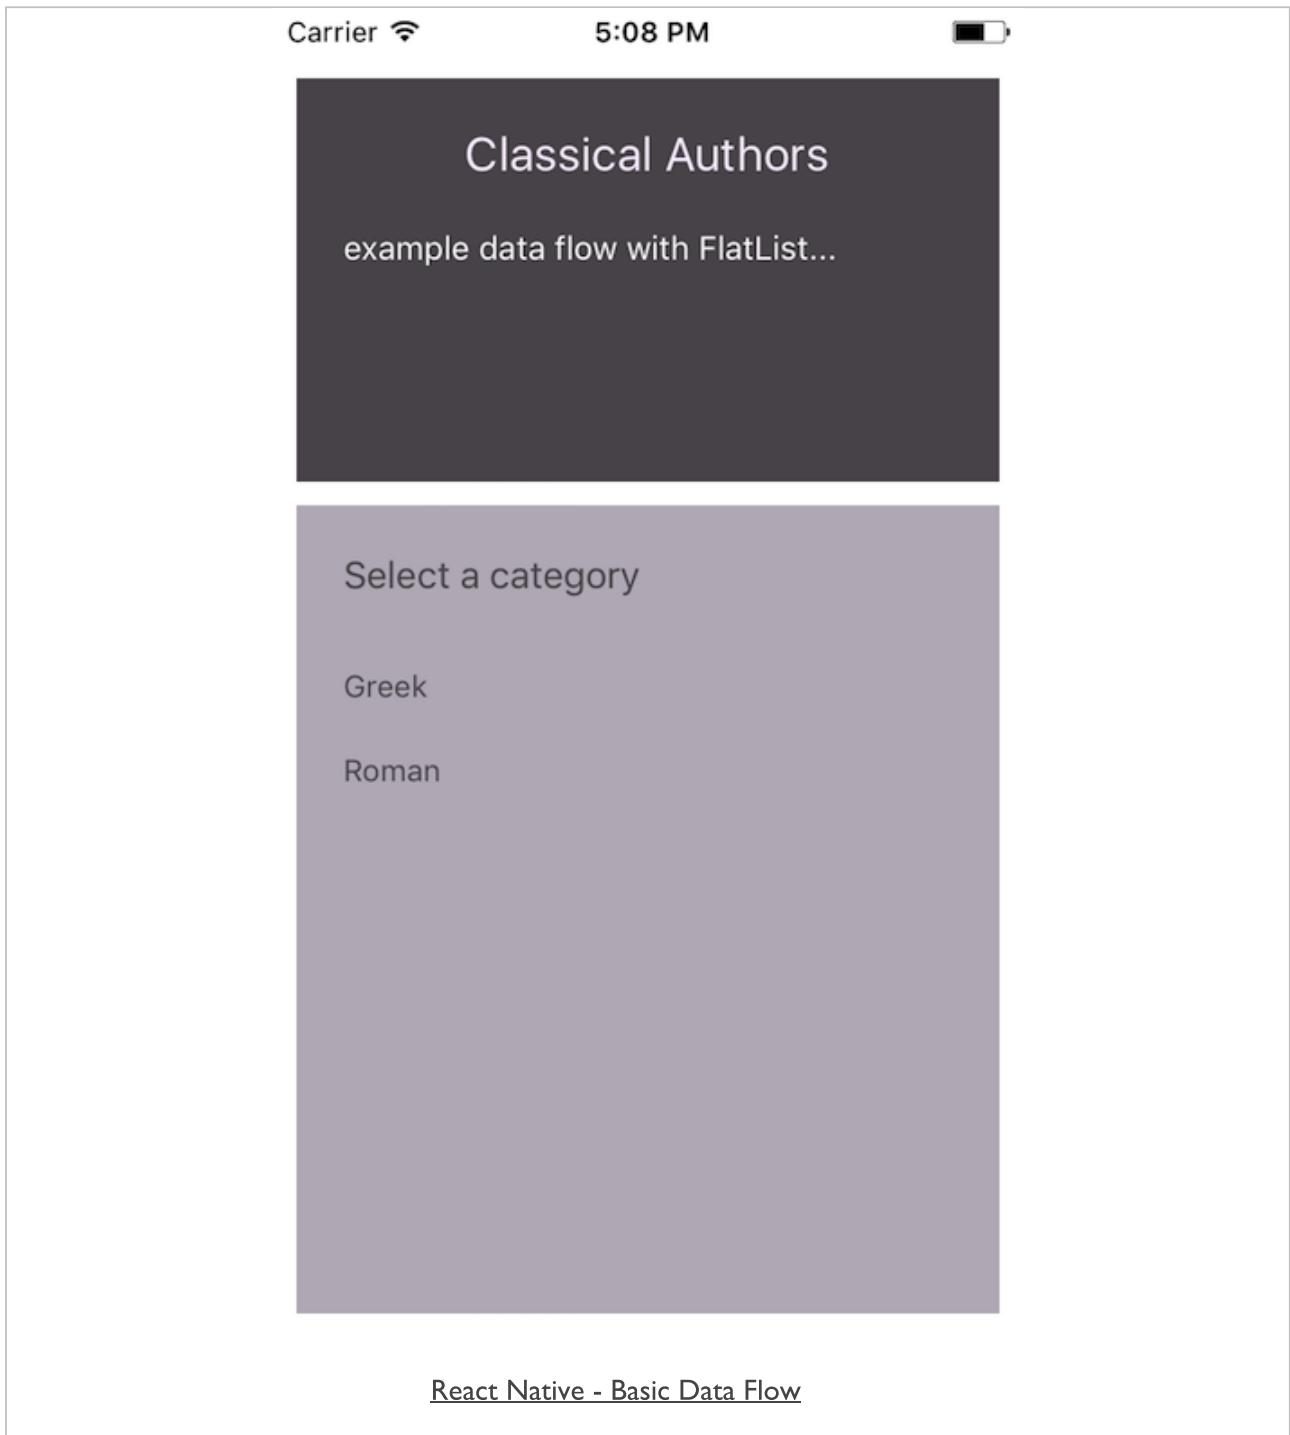 Carrier 5:08 PM
Classical Authors
example data flow with FlatList...
Select a category
Greek
Roman
React Native - Basic Data Flow